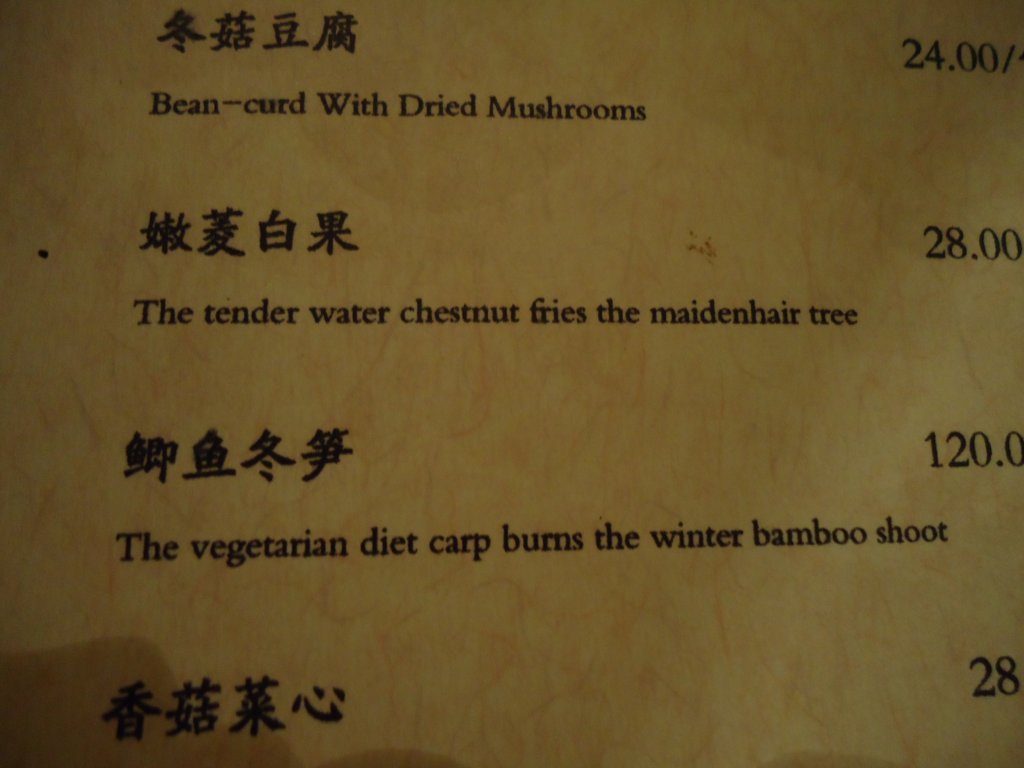 冬菇豆腐
24.00/
Bean-curd With Dried Mushrooms
嫩菱白果
28.00
The tender water chestnut fries the maidenhair tree
鲫鱼冬笋
120.0
The vegetarian diet carp burns the winter bamboo shoot
香菇菜心
28